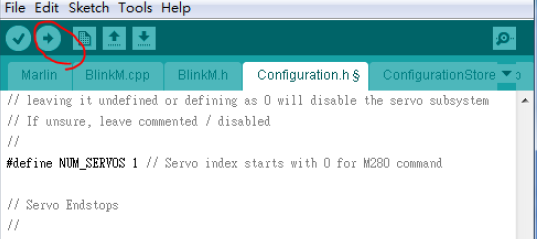 File Edit Sketch Tools Help
Marlin BlinkM.cpp BlinkM.h Configuration.h § ConfigurationStore
// leaving it undefined or defining as 0 will disable the servo subsystem
// If unsure, leave commented / disabled
//
#define NUM_SERVOS 1 // Servo index starts with 0 for M280 command
// Servo Endstops
//